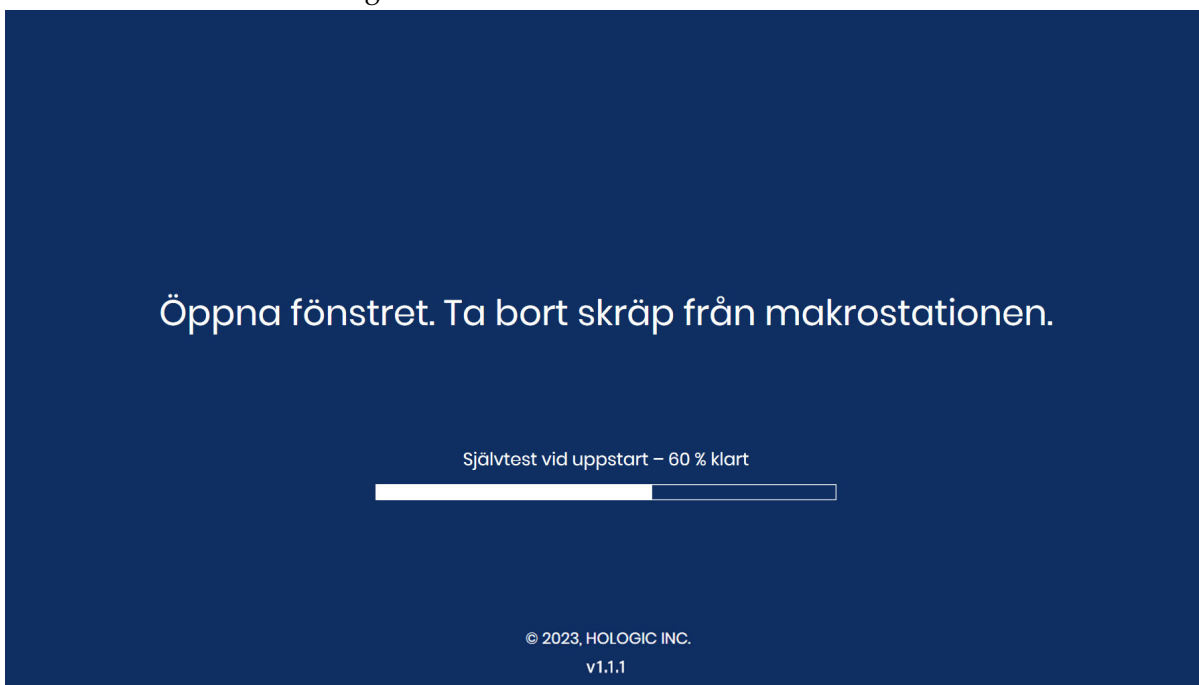 Öppna fönstret. Ta bort skräp från makrostationen.
Självtest vid uppstart – 60 % klart
© 2023, HOLOGIC INC.
v1.1.1